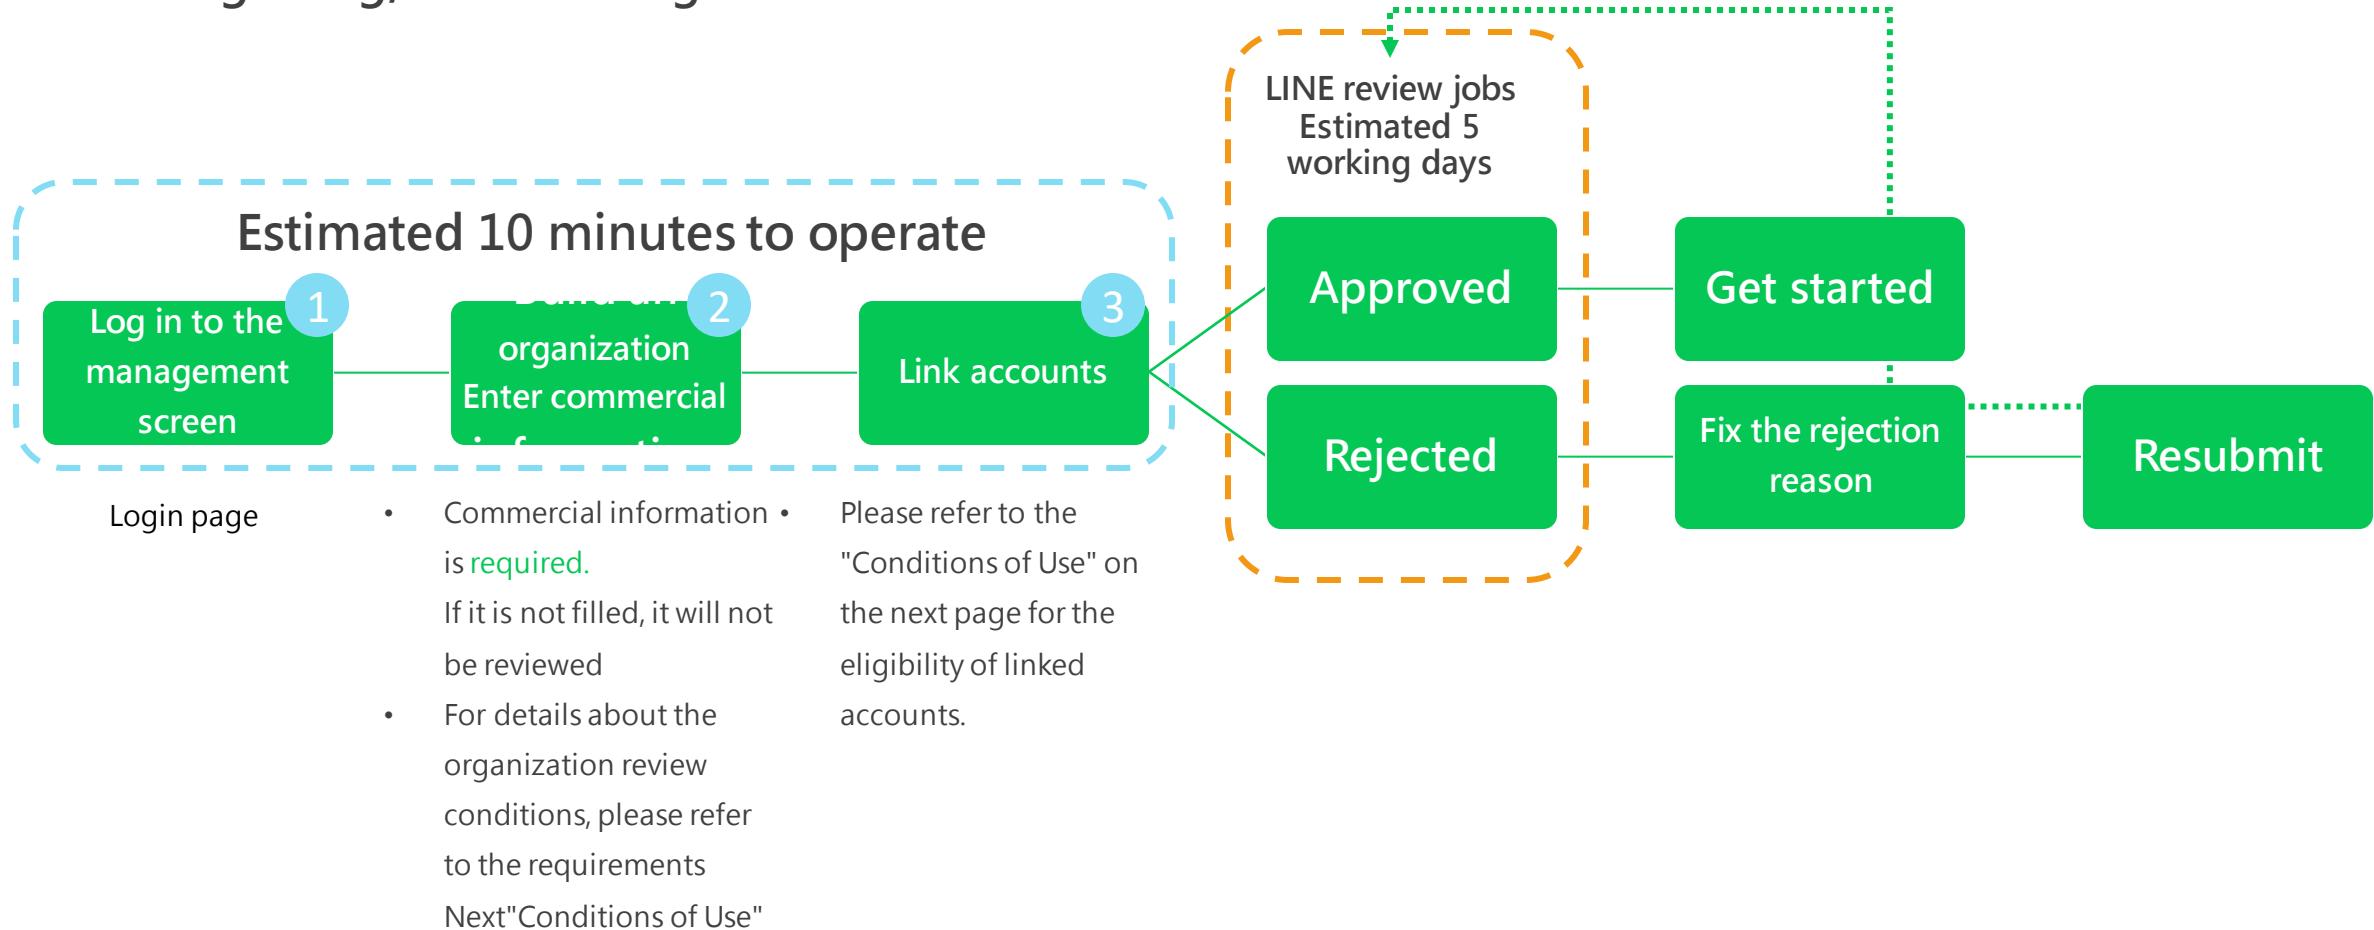 LINE review jobs
Estimated 5
working days
Estimated 10 minutes to operate
1
Log in to the
management
screen
2
organization
Enter commercial
3
Link accounts
Approved
Get started
Rejected
Fix the rejection
reason
Resubmit
Login page
• Commercial information
is required.
If it is not filled, it will not
be reviewed
• For details about the
organization review
conditions, please refer
to the requirements
Next"Conditions of Use"
• Please refer to the
"Conditions of Use" on
the next page for the
eligibility of linked
accounts.